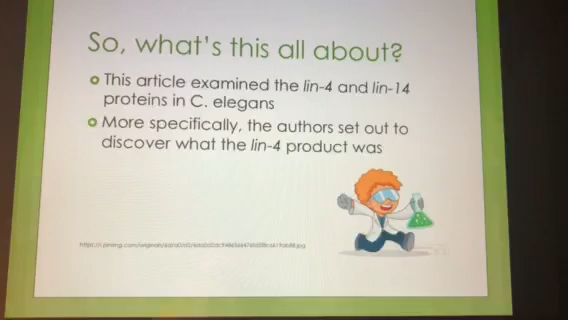 So, what's this all about?
This article examined the lin-4 and lin-14
proteins in C. elegans
More specifically, the authors set out to
discover what the lin-4 product was